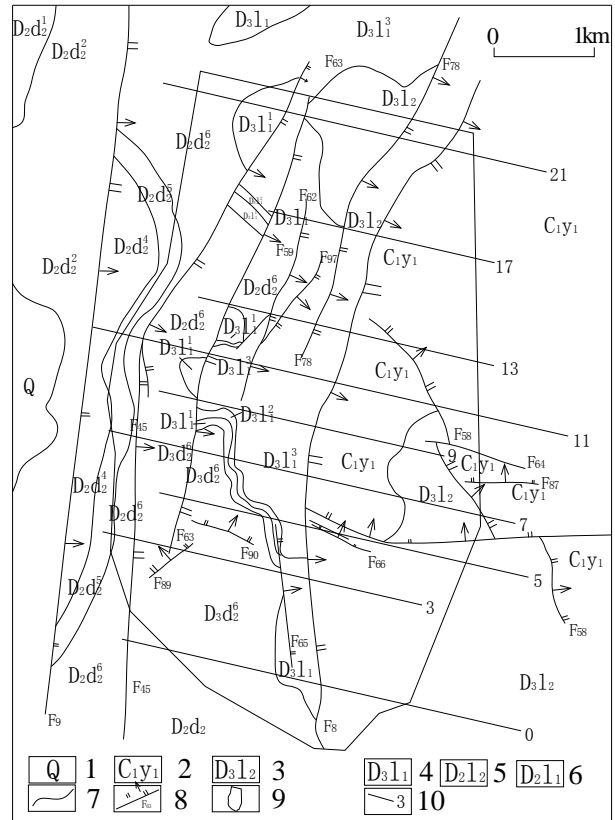 D₂d₂¹
D₃l₁
D₃l₁³
0 1km
D₂d₂²
F63
F78
D₃l₂
D₃l₁¹
D₂d₂⁶
21
D₂d₂⁵
F62
D₃l₁
D₃l₂
C₁y₁
D₂d₂⁴
F59
C₁y₁
17
D₂d₂²
F97
D₂d₂⁶
D₃l₁¹
D₂d₂⁶
13
D₃l₁¹
D₃l₁³
F78
C₁y₁
Q
D₃l₁²
11
D₃l₁¹
F45
F58
D₃d₂⁶
D₃l₁³
C₁y₁
9
C₁y₁
F64
D₃d₂⁶
F87
D₂d₂⁴
D₃l₂
C₁y₁
D₂d₂⁶
7
F63
F90
F66
C₁y₁
D₂d₂⁵
F89
5
3
D₃d₂⁶
F58
F65
D₂d₂⁶
D₃l₁
D₃l₂
F45
F9
D₂d₂
F8
0
Q 1 C₁y₁ 2 D₃l₂ 3 D₃l₁ 4 D₂l₂ 5 D₂l₁ 6
7 8 9 3 10